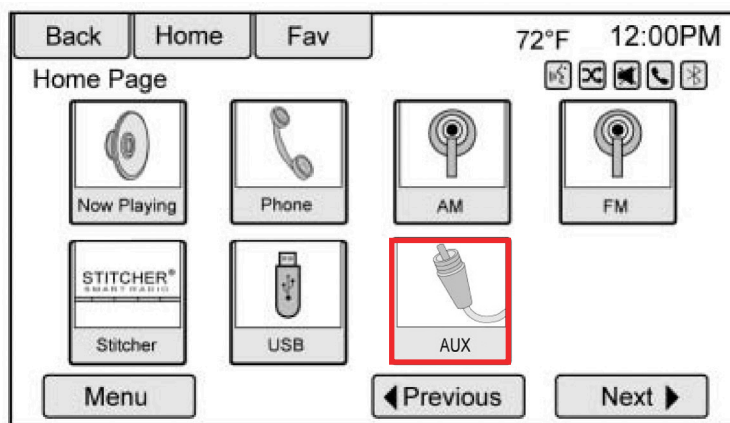 Back Home Fav 72°F 12:00PM
Home Page
Now Playing Phone AM FM
STITCHER®
SMART RADIO
Stitcher USB AUX
Menu Previous Next